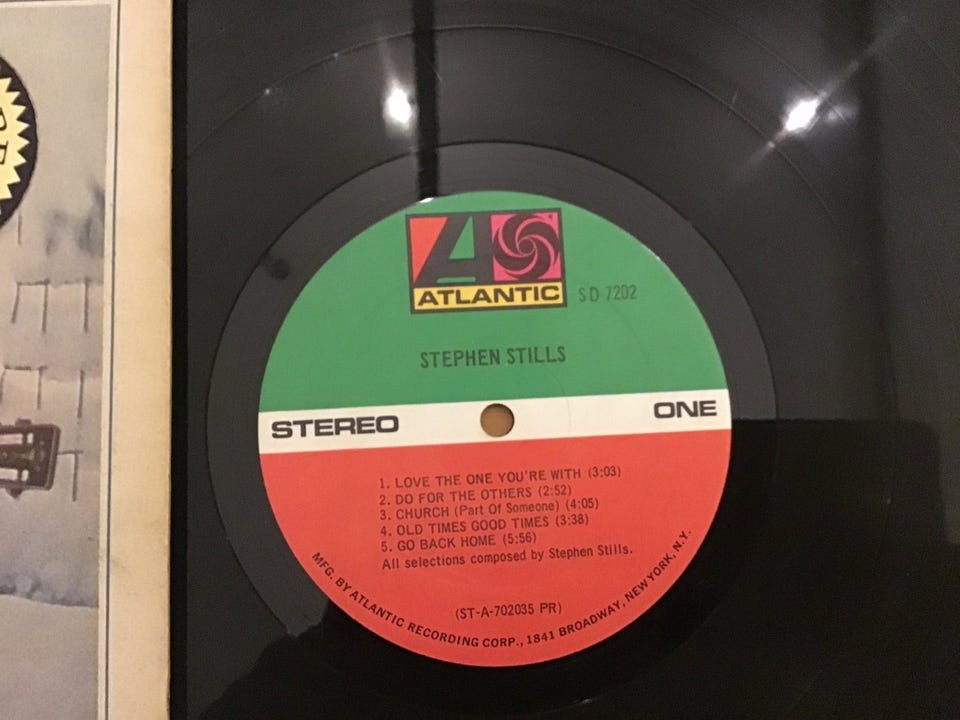 ATLANTIC
SD 7202
STEPHEN STILLS
STEREO
ONE
1. LOVE THE ONE YOU'RE WITH (3:03)
2. DO FOR THE OTHERS (2:52)
3. CHURCH (Part Of Someone) (4:05)
4. OLD TIMES GOOD TIMES (3:38)
5. GO BACK HOME (5:56)
All selections composed by Stephen Stills.
(ST-A-702035 PR)
MFG. BY ATLANTIC RECORDING CORP., 1841 BROADWAY, NEW YORK, N.Y.